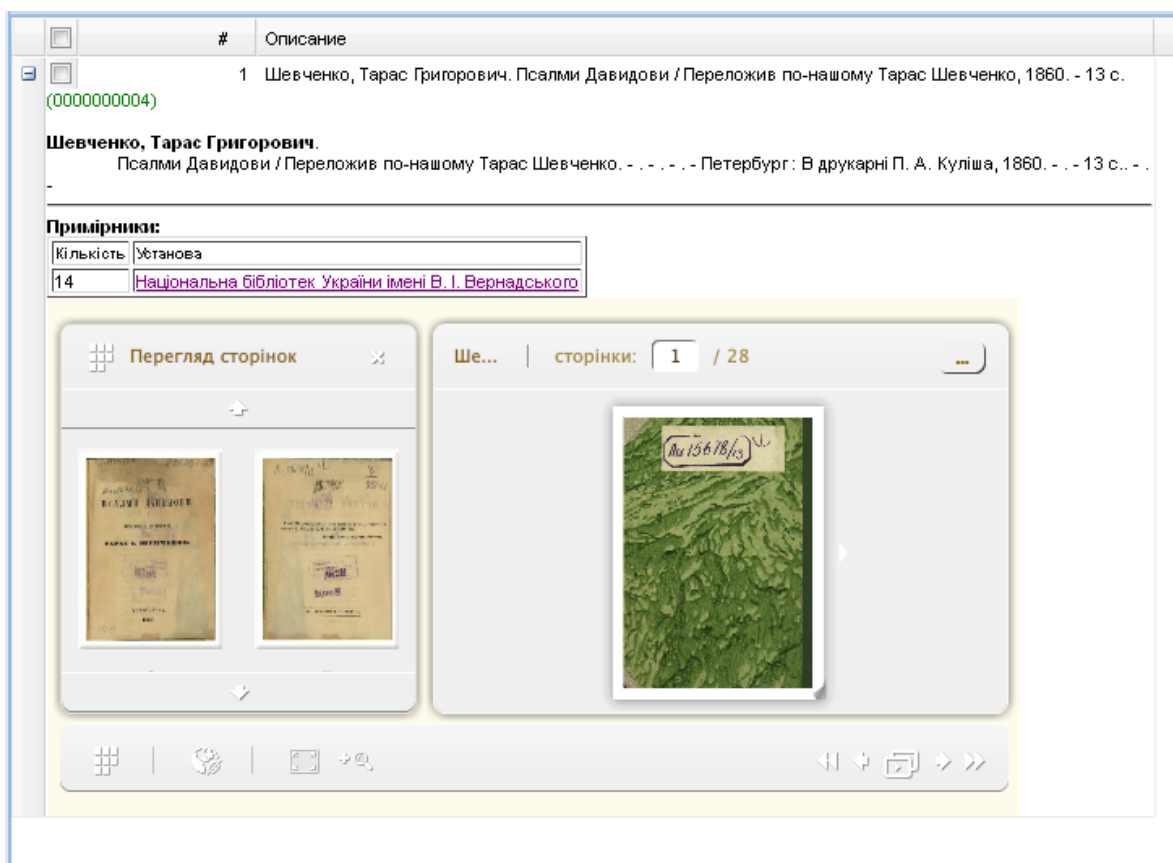 # Описание
1 Шевченко, Тарас Григорович. Псалми Давидови / Переложив по-нашому Тарас Шевченко, 1860. - 13 с.
(0000000004)
Шевченко, Тарас Григорович.
Псалми Давидови / Переложив по-нашому Тарас Шевченко. - . - . - . - Петербург : В друкарні П. А. Куліша, 1860. - . - 13 с.. - .
-
Примірники:
Кількість Установа
14 Національна бібліотек України імені В. І. Вернадського
Перегляд сторінок
Ше... сторінки: 1 / 28 ...
15678/13